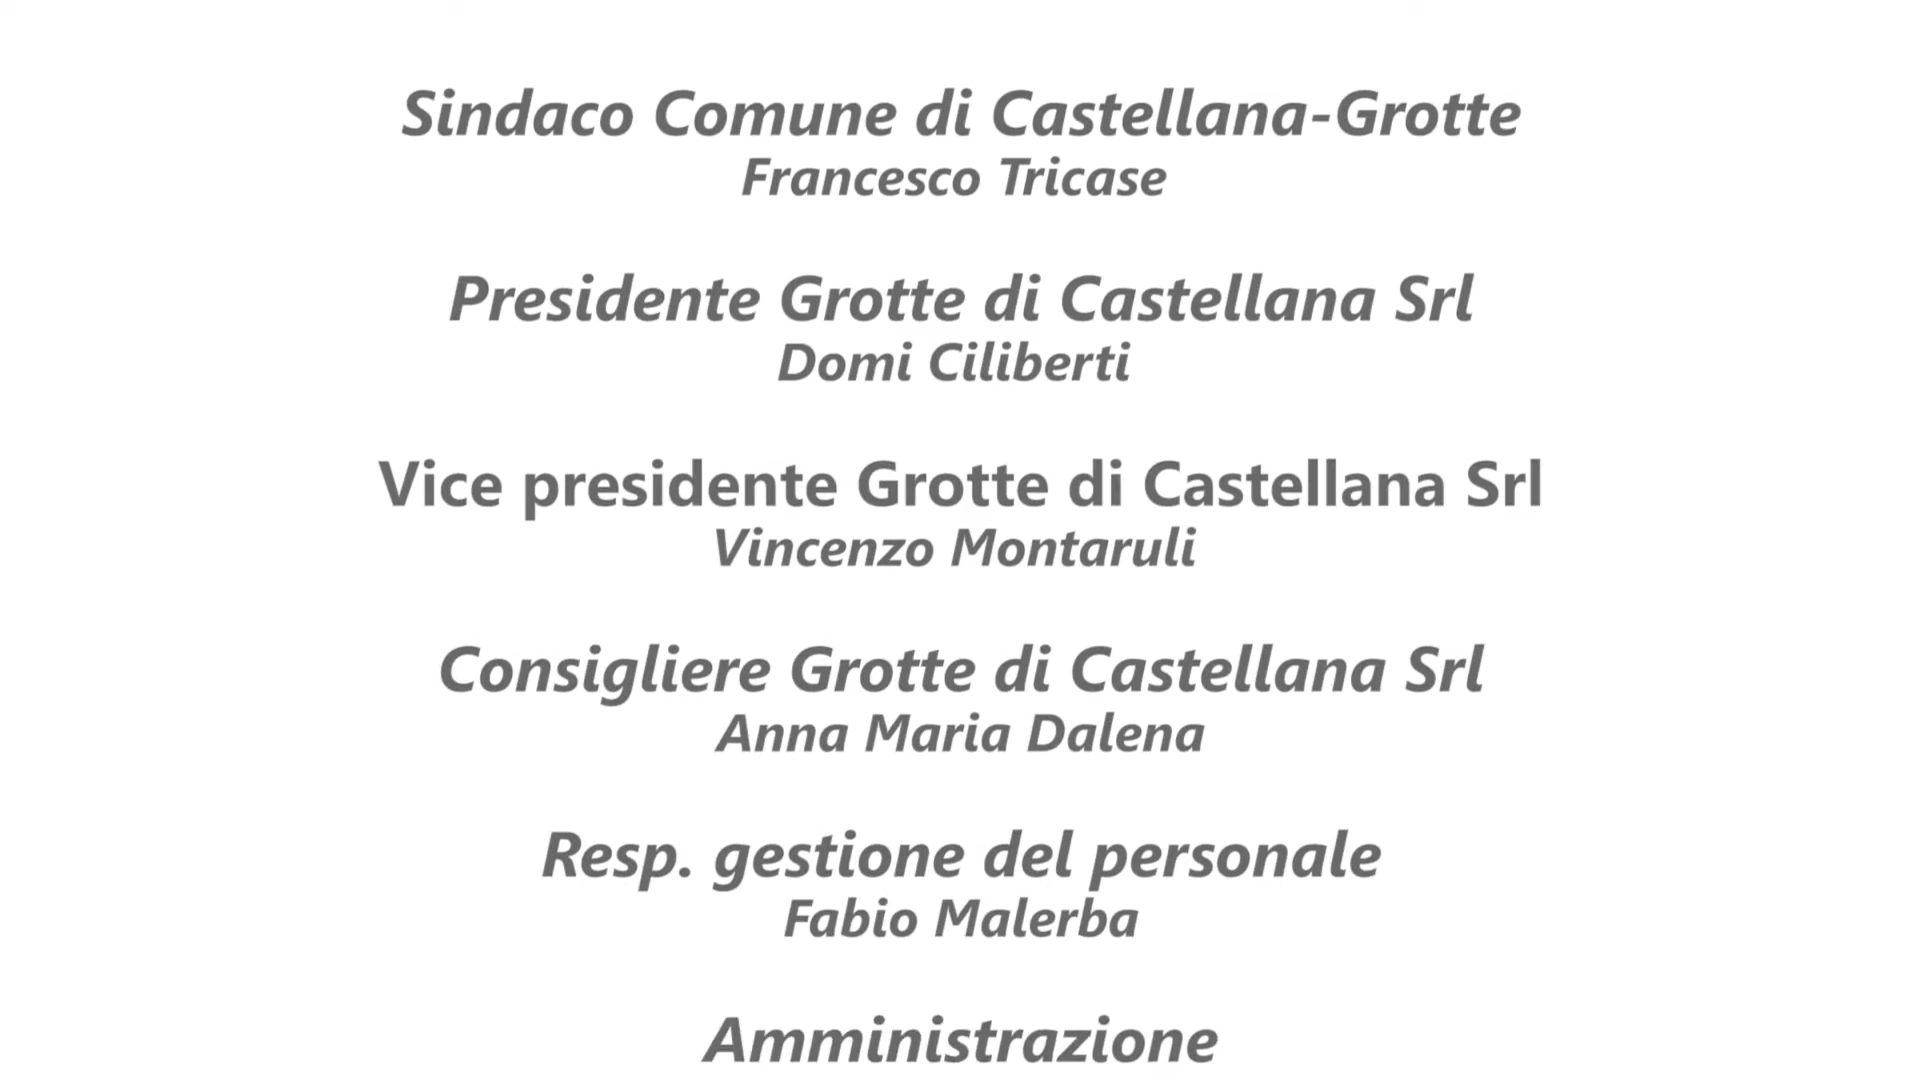 Sindaco Comune di Castellana-Grotte
Francesco Tricase
Presidente Grotte di Castellana Srl
Domi Ciliberti
Vice presidente Grotte di Castellana Srl
Vincenzo Montaruli
Consigliere Grotte di Castellana Srl
Anna Maria Dalena
Resp. gestione del personale
Fabio Malerba
Amministrazione